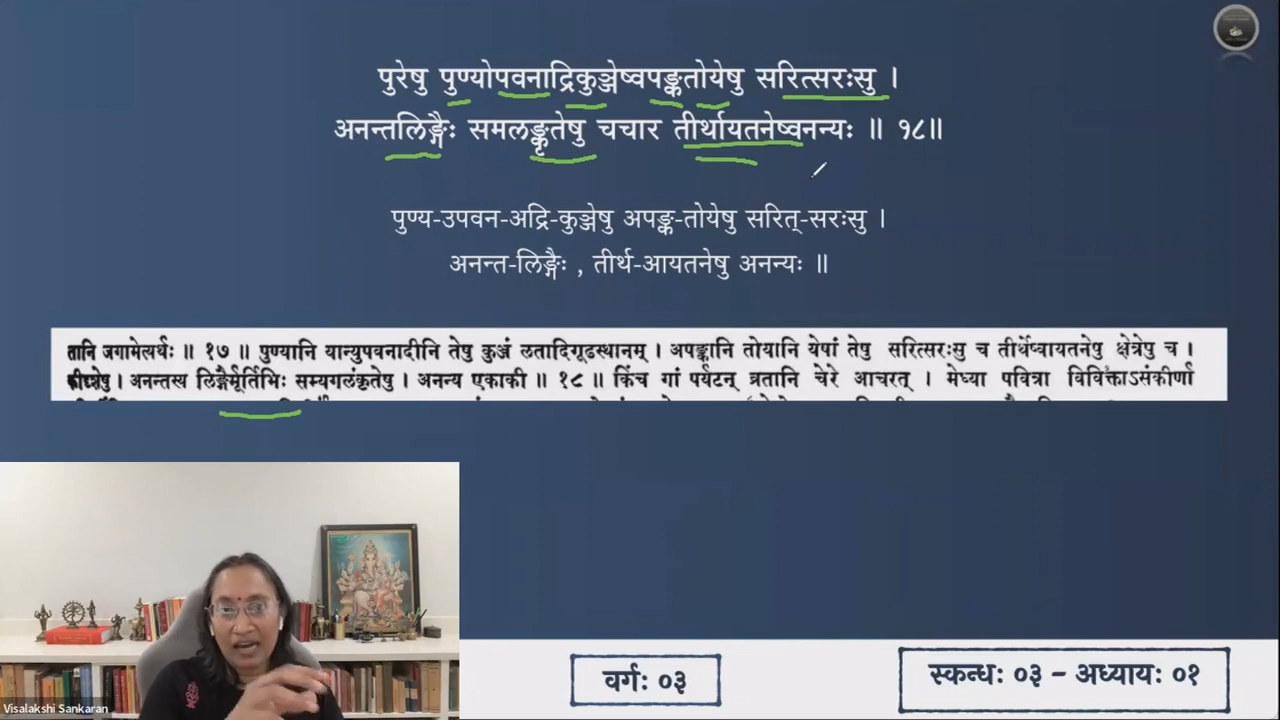 पुरेषु पुण्योपवनाद्रिकुञ्जेष्वपङ्कतोयेषु सरित्सरःसु ।
अनन्तलिङ्गैः समलङ्कृतेषु चचार तीर्थायतनेष्वनन्यः ॥ १८॥
पुण्य-उपवन-अद्रि-कुञ्जेषु अपङ्क-तोयेषु सरित्-सरःसु ।
अनन्त-लिङ्गैः , तीर्थ-आयतनेषु अनन्यः ॥
तानि जगामेत्यर्थः ॥ १७ ॥ पुण्यानि यान्युपवनादीनि तेषु कुञ्जं लतादिगूढस्थानम् । अपङ्कानि तोयानि येषां तेषु सरित्सरःसु च तीर्थेष्वायतनेषु क्षेत्रेषु च ।
अनन्तस्य लिङ्गैर्मूर्तिभिः सम्यगलंकृतेषु । अनन्य एकाकी ॥ १८ ॥ किंच गां पर्यटन् व्रतानि चेरे आचरत् । मेध्या पवित्रा विविक्ताऽसंकीर्णा
Visalakshi Sankaran
वर्गः ०३
स्कन्धः ०३ - अध्यायः ०१